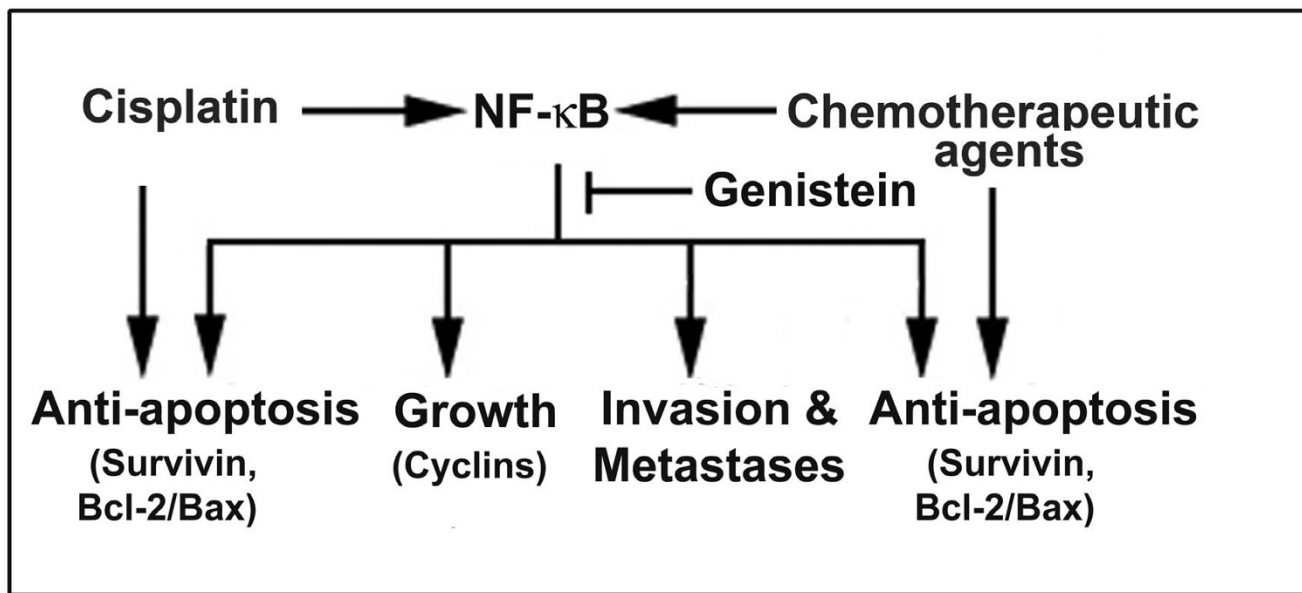 Cisplatin
NF-κB
Chemotherapeutic
agents
Genistein
Anti-apoptosis
(Survivin,
Bcl-2/Bax)
Growth
(Cyclins)
Invasion &
Metastases
Anti-apoptosis
(Survivin,
Bcl-2/Bax)